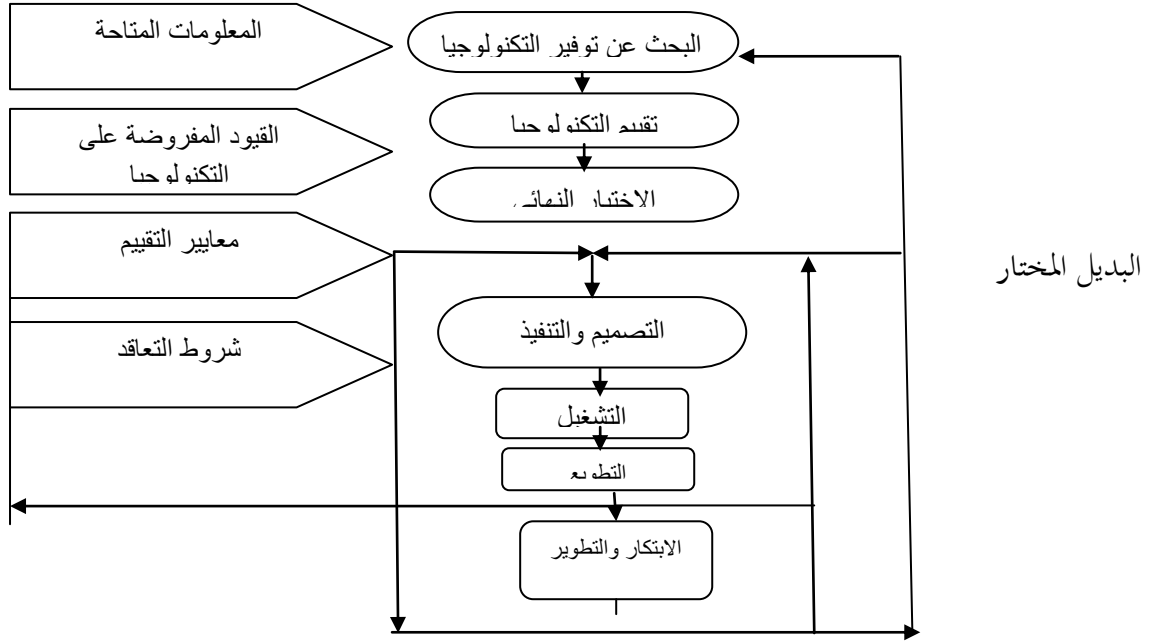 المعلومات المتاحة
البحث عن توفير التكنولوجيا
تقييم التكنولوجيا
القيود المفروضة على
التكنولوجيا
الاختيار النهائي
معايير التقييم
البديل المختار
التصميم والتنفيذ
شروط التعاقد
التشغيل
التطويع
الابتكار والتطوير